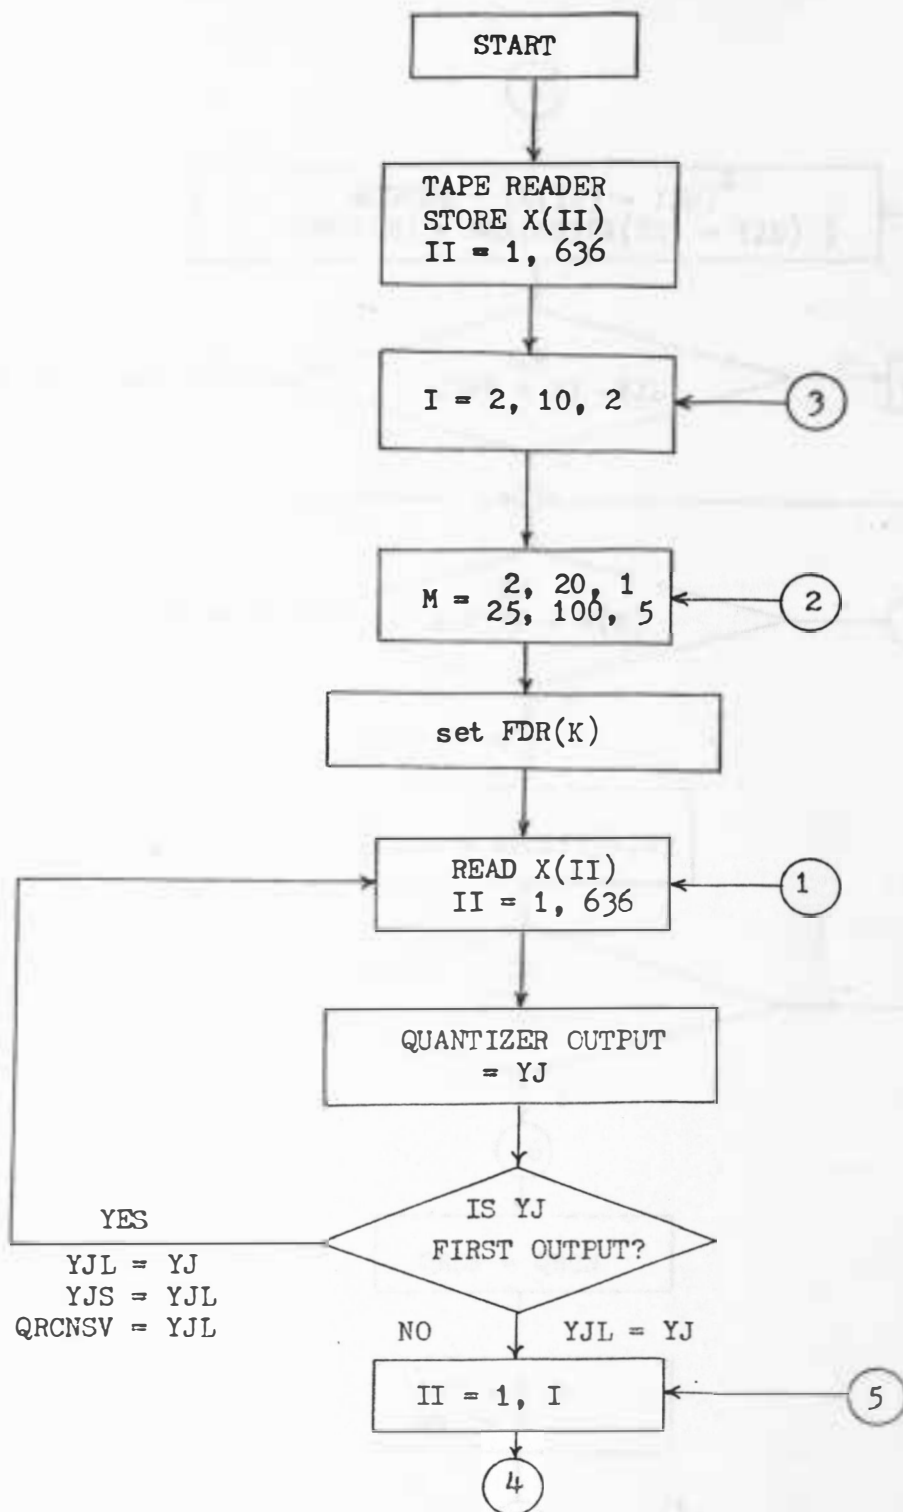 START
TAPE READER
STORE X(II)
II = 1, 636
I = 2, 10, 2
3
M = 2, 20, 1
25, 100, 5
2
set FDR(K)
READ X(II)
II = 1, 636
1
QUANTIZER OUTPUT
= YJ
IS YJ
FIRST OUTPUT?
YES
YJL = YJ
YJS = YJL
QRCNSV = YJL
NO
YJL = YJ
II = 1, I
5
4